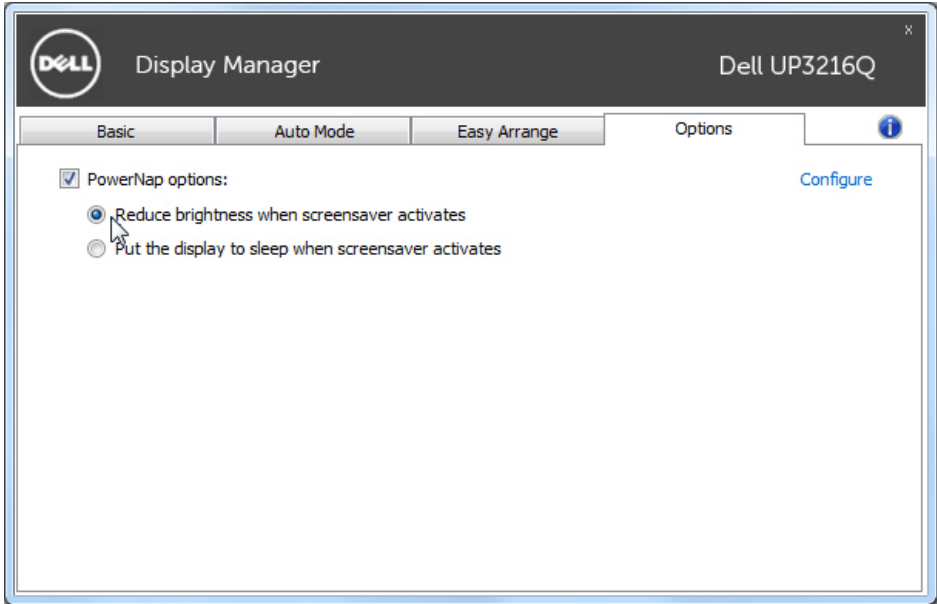 DELL
Display Manager
Dell UP3216Q
x
Basic
Auto Mode
Easy Arrange
Options
i
PowerNap options:
Configure
Reduce brightness when screensaver activates
Put the display to sleep when screensaver activates